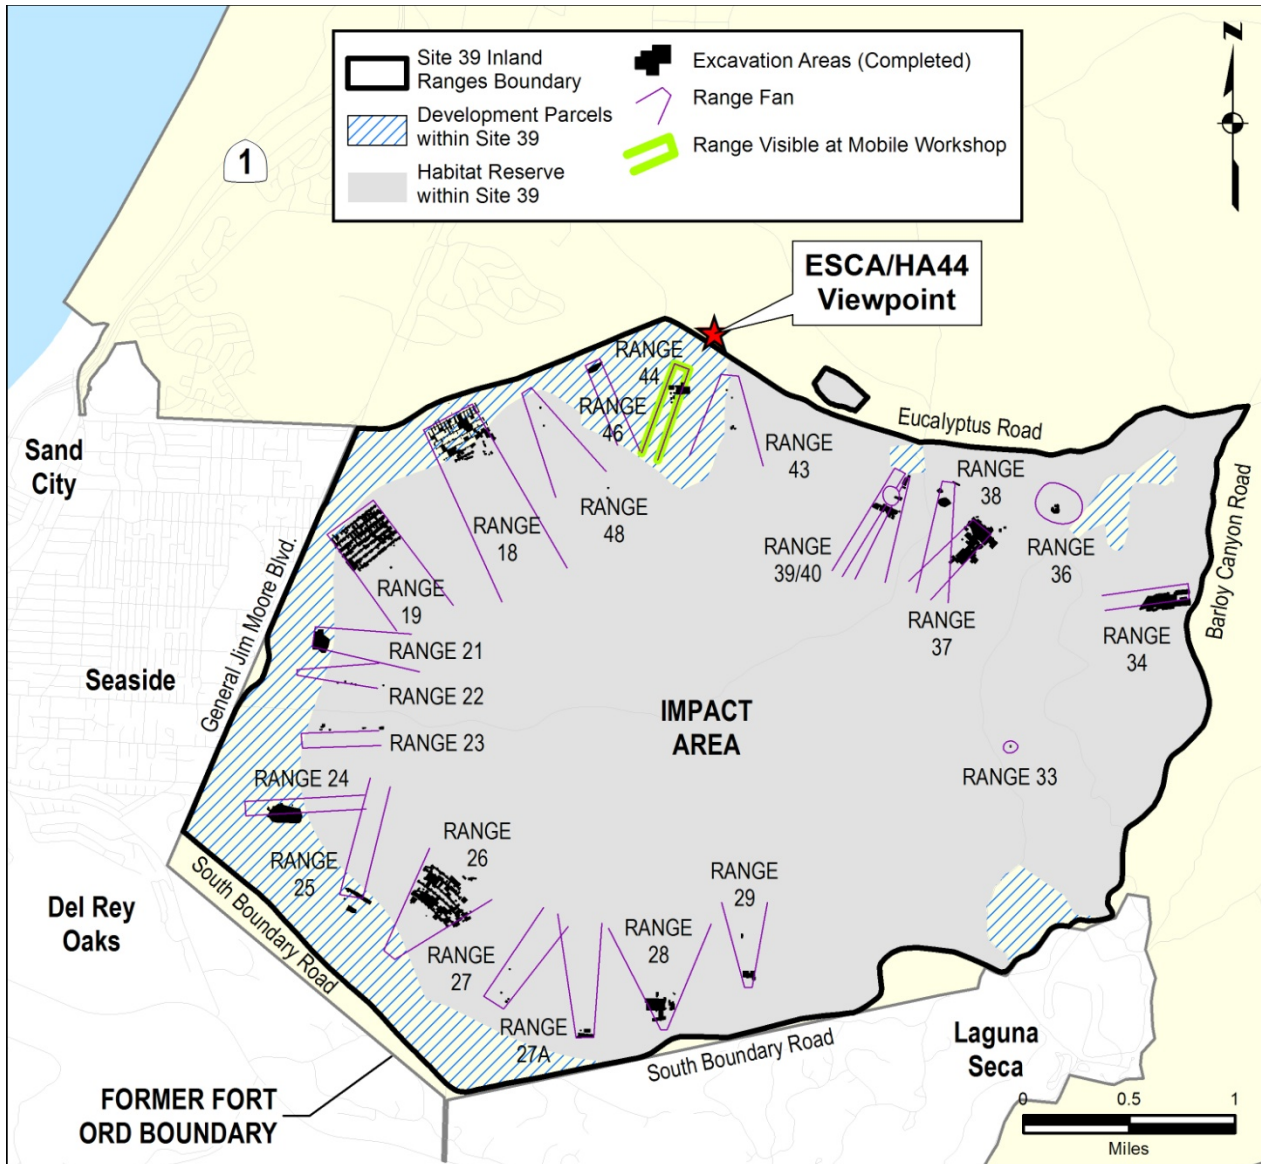 Site 39 Inland
Ranges Boundary
Development Parcels
within Site 39
Habitat Reserve
within Site 39
Excavation Areas (Completed)
Range Fan
Range Visible at Mobile Workshop
N
1
ESCA/HA44
Viewpoint
RANGE
44
RANGE
46
RANGE
43
Eucalyptus Road
Sand
City
RANGE
18
RANGE
48
RANGE
38
RANGE
39/40
RANGE
36
RANGE
37
RANGE
34
Barloy Canyon Road
General Jim Moore Blvd.
RANGE
19
RANGE 21
Seaside
RANGE 22
IMPACT
AREA
RANGE 23
RANGE 33
RANGE 24
RANGE
25
RANGE
26
RANGE
29
RANGE
28
Del Rey
Oaks
South Boundary Road
RANGE
27
RANGE
27A
South Boundary Road
Laguna
Seca
FORMER FORT
ORD BOUNDARY
0 0.5 1
Miles